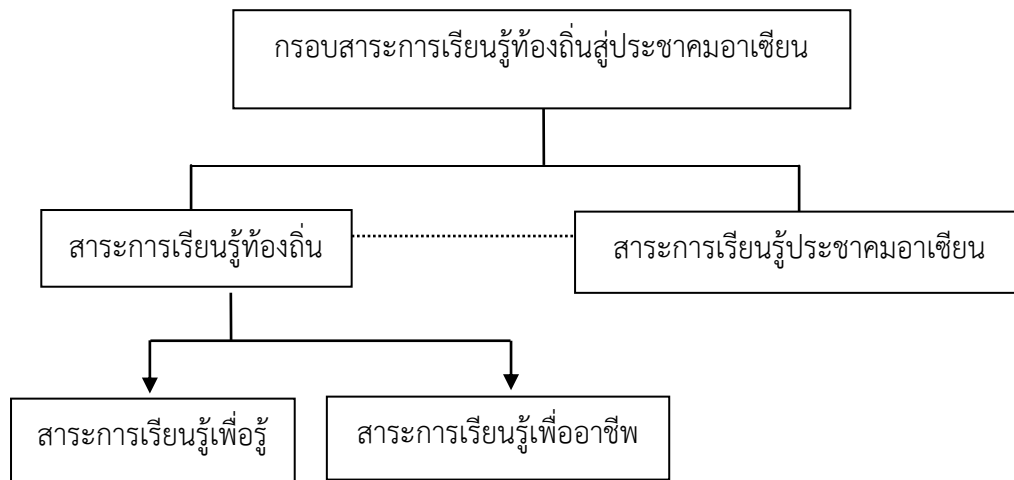 กรอบสาระการเรียนรู้ท้องถิ่นสู่ประชาคมอาเซียน
สาระการเรียนรู้ท้องถิ่น
สาระการเรียนรู้ประชาคมอาเซียน
สาระการเรียนรู้เพื่อรู้
สาระการเรียนรู้เพื่ออาชีพ